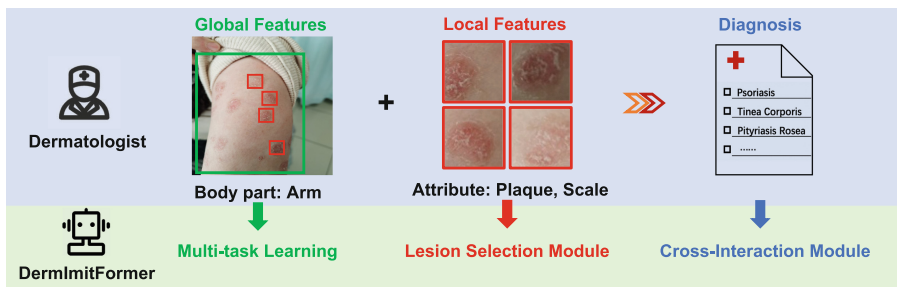 Global Features
Local Features
Diagnosis
+
Psoriasis
Tinea Corporis
Pityriasis Rosea
......
Dermatologist
Body part: Arm
Attribute: Plaque, Scale
Multi-task Learning
Lesion Selection Module
Cross-Interaction Module
DermImitFormer